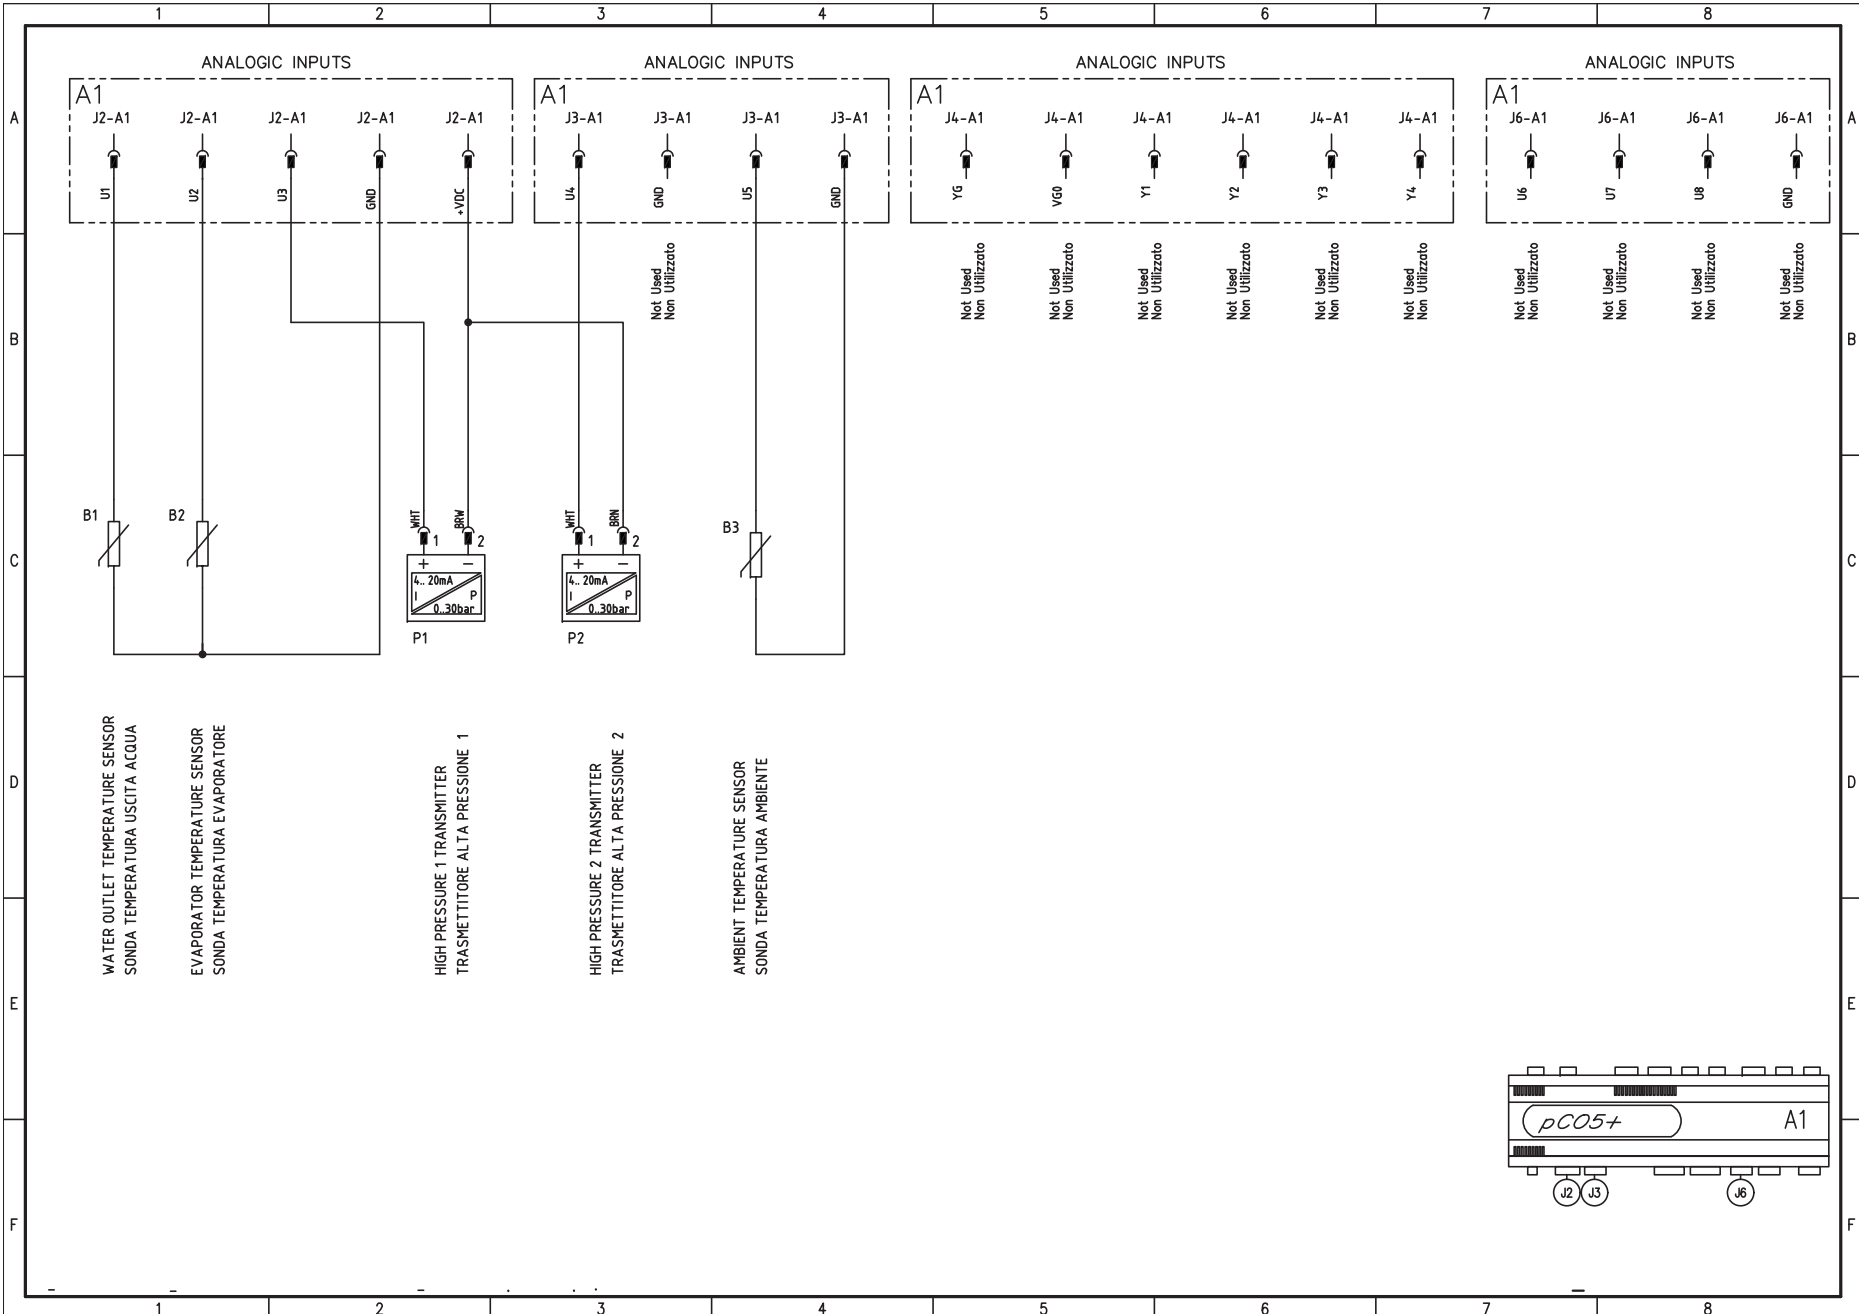 1 2 3 4 5 6 7 8
ANALOGIC INPUTS ANALOGIC INPUTS ANALOGIC INPUTS ANALOGIC INPUTS
A1 A1 A1 A1
A J2-A1 J2-A1 J2-A1 J2-A1 J2-A1 J3-A1 J3-A1 J3-A1 J3-A1 J4-A1 J4-A1 J4-A1 J4-A1 J4-A1 J4-A1 J6-A1 J6-A1 J6-A1 J6-A1 A
U1 U2 U3 GND +VDC U4 GND U5 GND YG VG0 Y1 Y2 Y3 Y4 U6 U7 U8 GND
Not Used
Non Utilizzato
Not Used
Non Utilizzato
Not Used
Non Utilizzato
Not Used
Non Utilizzato
Not Used
Non Utilizzato
Not Used
Non Utilizzato
Not Used
Non Utilizzato
Not Used
Non Utilizzato
Not Used
Non Utilizzato
Not Used
Non Utilizzato
Not Used
Non Utilizzato
B B
B1 B2 WHT BRW WHT BRN B3
1 2 1 2
C C
+ − + −
4.. 20mA 4.. 20mA
I P I P
0..30bar 0..30bar
P1 P2
WATER OUTLET TEMPERATURE SENSOR
SONDA TEMPERATURA USCITA ACQUA
EVAPORATOR TEMPERATURE SENSOR
SONDA TEMPERATURA EVAPORATORE
HIGH PRESSURE 1 TRANSMITTER
TRASMETTITORE ALTA PRESSIONE 1
HIGH PRESSURE 2 TRANSMITTER
TRASMETTITORE ALTA PRESSIONE 2
AMBIENT TEMPERATURE SENSOR
SONDA TEMPERATURA AMBIENTE
D D
E E
pCO5+ A1
J2 J3 J6
F F
1 2 3 4 5 6 7 8